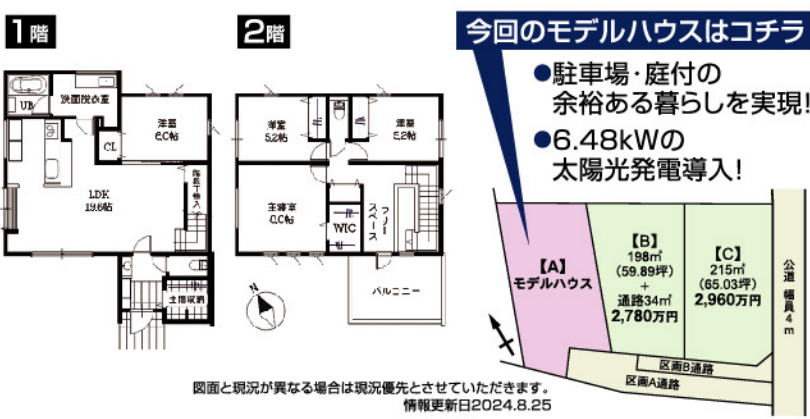 1階
2階
今回のモデルハウスはコチラ
●駐車場・庭付の
余裕ある暮らしを実現!
●6.48kWの
太陽光発電導入!
UB
洗面脱衣室
洋室
6.0帖
CL
LDK
19.6帖
階段下物入
土間収納
洋室
5.2帖
洋室
5.2帖
主寝室
WIC
フリー
スペース
バルコニー
N
【A】
モデルハウス
【B】
198㎡
(59.89坪)
+
通路34㎡
2,780万円
【C】
215㎡
(65.03坪)
2,960万円
公道 幅員4m
区画B通路
区画A通路
図面と現況が異なる場合は現況優先とさせていただきます。
情報更新日2024.8.25